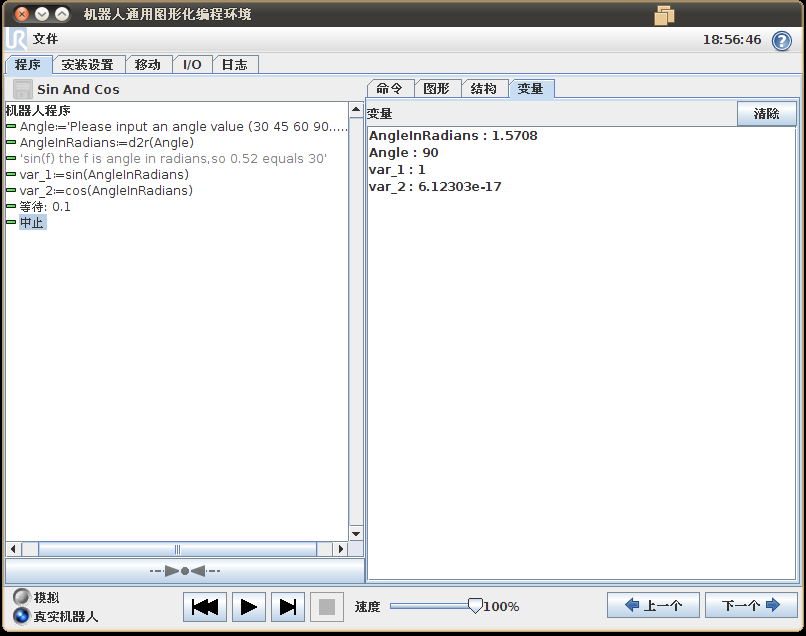 机器人通用图形化编程环境
文件
18:56:46
程序 安装设置 移动 I/O 日志
Sin And Cos
命令 图形 结构 变量
机器人程序
Angle:='Please input an angle value (30 45 60 90.....
AngleInRadians:=d2r(Angle)
'sin(f) the f is angle in radians,so 0.52 equals 30'
var_1:=sin(AngleInRadians)
var_2:=cos(AngleInRadians)
等待: 0.1
中止
变量
清除
AngleInRadians : 1.5708
Angle : 90
var_1 : 1
var_2 : 6.12303e-17
模拟
真实机器人
速度
100%
上一个
下一个